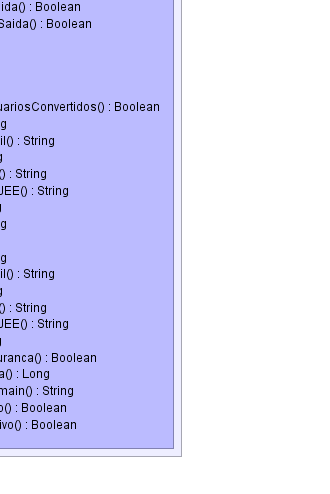 ida() : Boolean
Saida() : Boolean
uariosConvertidos() : Boolean
g
il() : String
g
() : String
JEE() : String
g
g
il() : String
g
() : String
JEE() : String
g
uranca() : Boolean
a() : Long
main() : String
o() : Boolean
ivo() : Boolean